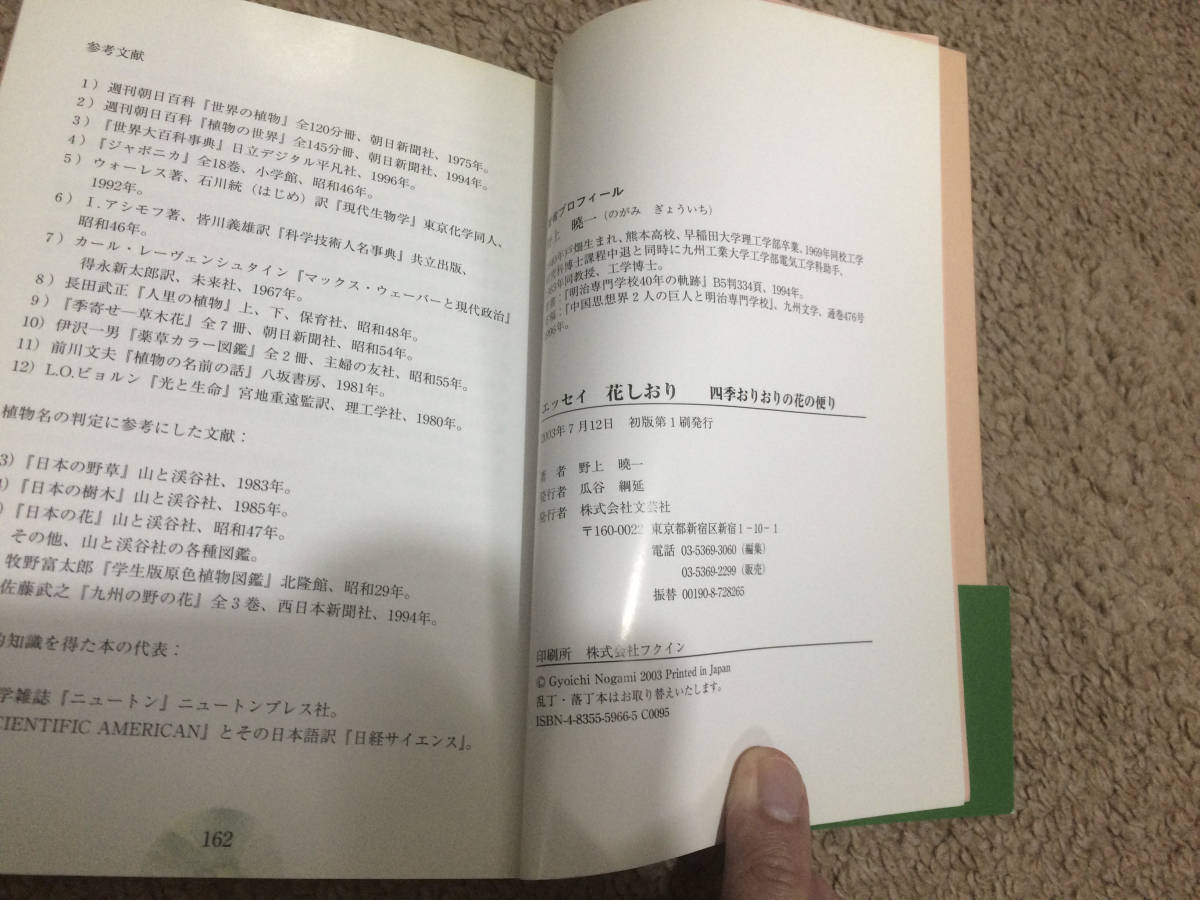 参考文献
1）週刊朝日百科『世界の植物』全120分冊、朝日新聞社、1975年。
2）週刊朝日百科『植物の世界』全145分冊、朝日新聞社、1994年。
3）『世界大百科事典』日立デジタル平凡社、1996年。
4）『ジャポニカ』全18巻、小学館、昭和46年。
5）ウォーレス著、石川統（はじめ）訳『現代生物学』東京化学同人、
1992年。
6）I.アシモフ著、皆川義雄訳『科学技術人名事典』共立出版、
昭和46年。
7）カール・レーヴェンシュタイン『マックス・ウェーバーと現代政治』
得永新太郎訳、未来社、1967年。
8）長田武正『人里の植物』上、下、保育社、昭和48年。
9）『季寄せ―草木花』全7冊、朝日新聞社、昭和54年。
10）伊沢一男『薬草カラー図鑑』全2冊、主婦の友社、昭和55年。
11）前川文夫『植物の名前の話』八坂書房、1981年。
12）L.O.ビョルン『光と生命』宮地重遠監訳、理工学社、1980年。
植物名の判定に参考にした文献：
3）『日本の野草』山と渓谷社、1983年。
）『日本の樹木』山と渓谷社、1985年。
）『日本の花』山と渓谷社、昭和47年。
その他、山と渓谷社の各種図鑑。
牧野富太郎『学生版原色植物図鑑』北隆館、昭和29年。
佐藤武之『九州の野の花』全3巻、西日本新聞社、1994年。
的知識を得た本の代表：
学雑誌『ニュートン』ニュートンプレス社。
CIENTIFIC AMERICAN』とその日本語訳『日経サイエンス』。
162
プロフィール
上 曉一（のがみ ぎょういち）
戸畑生まれ、熊本高校、早稲田大学理工学部卒業、1969年同校工学
科博士課程中退と同時に九州工業大学工学部電気工学科助手、
年同教授、工学博士。
：『明治専門学校40年の軌跡』B5判334頁、1994年。
：『中国思想界2人の巨人と明治専門学校』、九州文学、通巻476号
996年。
エッセイ 花しおり 四季おりおりの花の便り
2003年7月12日 初版第1刷発行
著者 野上 曉一
発行者 瓜谷 綱延
発行者 株式会社文芸社
〒160-0022 東京都新宿区新宿1－10－1
電話 03-5369-3060（編集）
03-5369-2299（販売）
振替 00190-8-728265
印刷所 株式会社フクイン
© Gyoichi Nogami 2003 Printed in Japan
乱丁・落丁本はお取り替えいたします。
ISBN-4-8355-5966-5 C0095